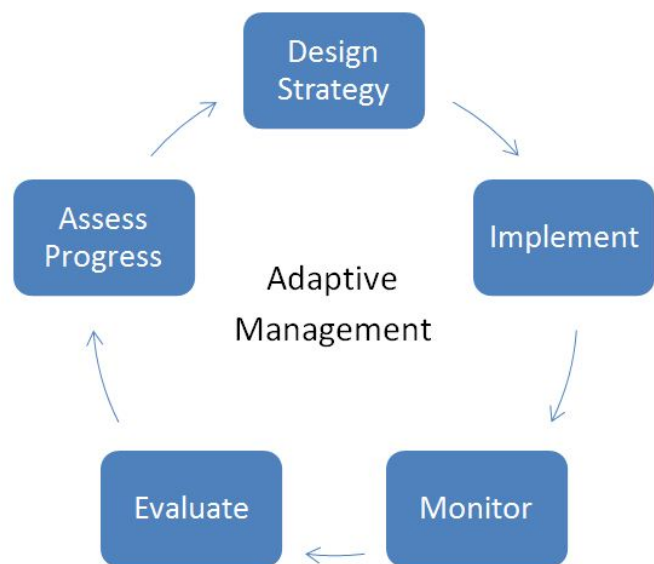 Design
Strategy
Implement
Monitor
Evaluate
Assess
Progress
Adaptive
Management